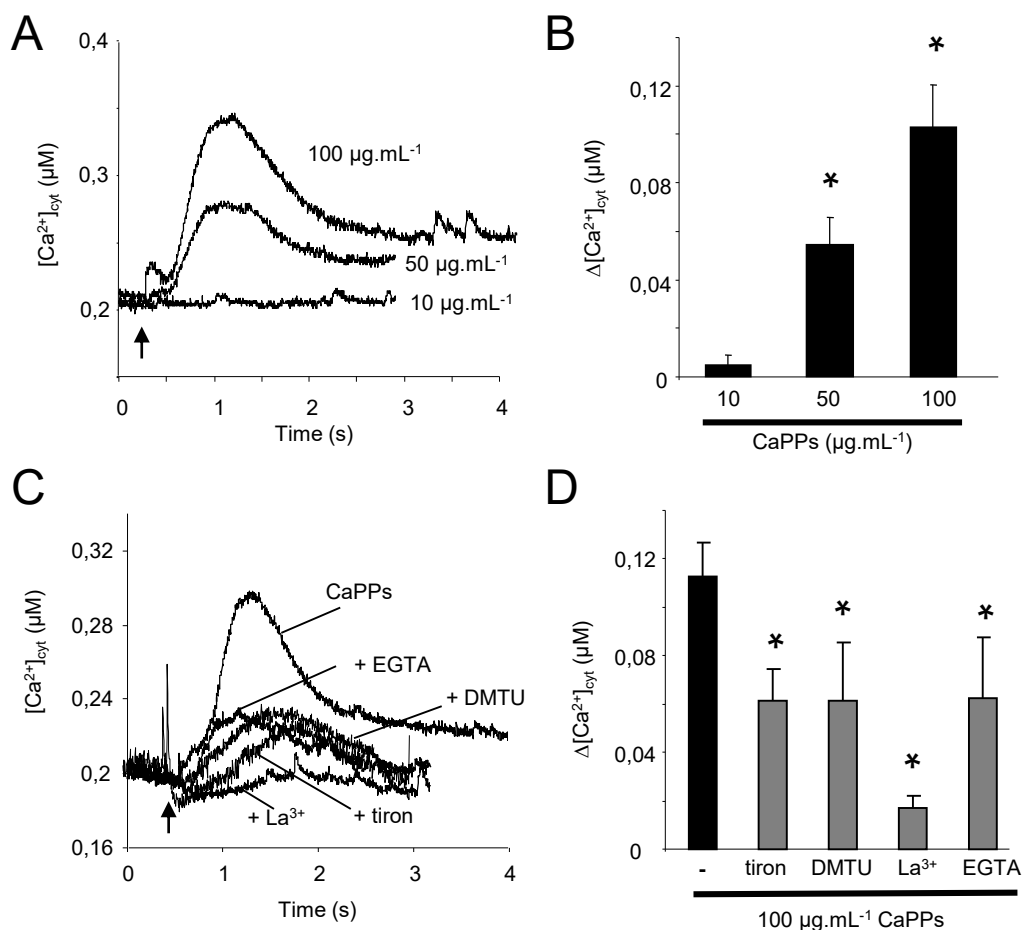 A
[Ca²⁺]cyt (µM)
0,4
0,3
0,2
0,1
100 µg.mL⁻¹
50 µg.mL⁻¹
10 µg.mL⁻¹
0 1 2 3 4
Time (s)
B
Δ[Ca²⁺]cyt (µM)
0,12
0,08
0,04
0
*
*
10 50 100
CaPPs (µg.mL⁻¹)
C
[Ca²⁺]cyt (µM)
0,32
0,28
0,24
0,2
0,16
CaPPs
+ EGTA
+ DMTU
+ La³⁺
+ tiron
0 1 2 3 4
Time (s)
D
Δ[Ca²⁺]cyt (µM)
0,12
0,08
0,04
0
*
*
*
*
- tiron DMTU La³⁺ EGTA
100 µg.mL⁻¹ CaPPs